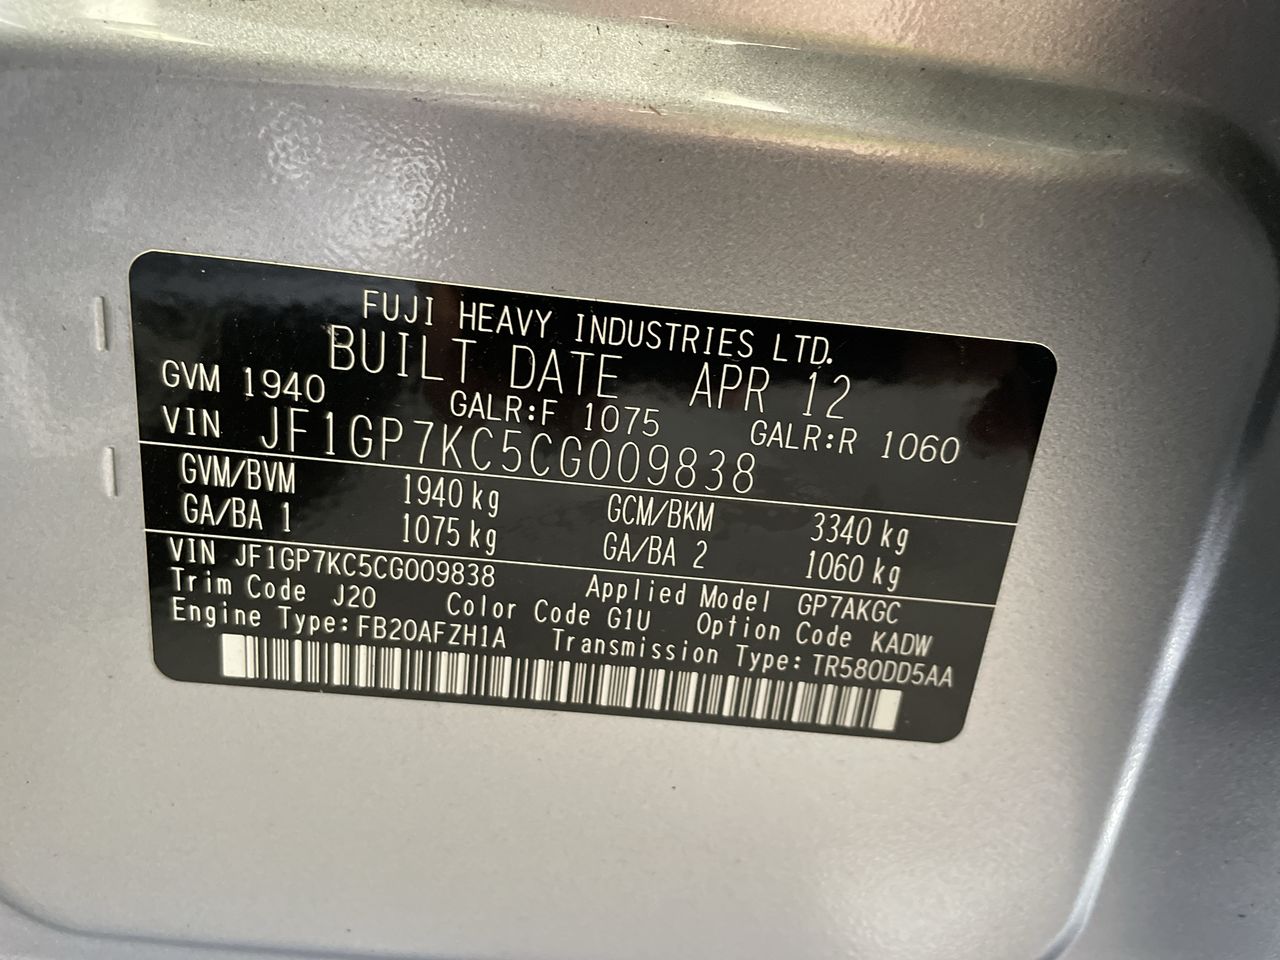 FUJI HEAVY INDUSTRIES LTD.
BUILT DATE APR 12
GVM 1940 GALR:F 1075 GALR:R 1060
VIN JF1GP7KC5CG009838
GVM/BVM 1940 kg GCM/BKM 3340 kg
GA/BA 1 1075 kg GA/BA 2 1060 kg
VIN JF1GP7KC5CG009838 Applied Model GP7AKGC
Trim Code J20 Color Code G1U Option Code KADW
Engine Type:FB20AFZH1A Transmission Type:TR580DD5AA